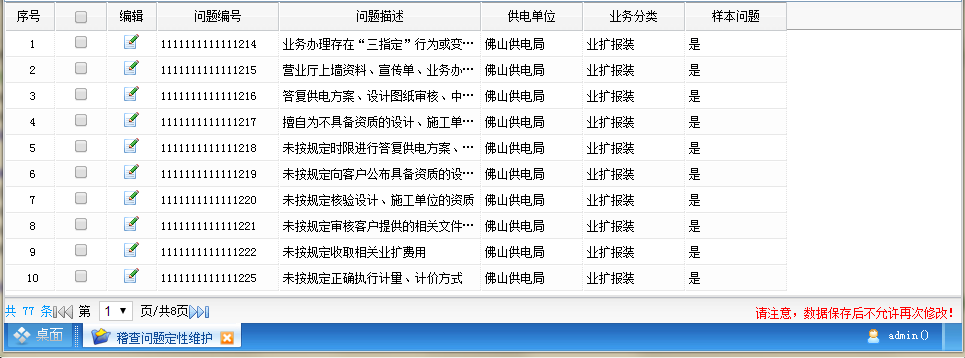 序号 编辑 问题编号 问题描述 供电单位 业务分类 样本问题
1 1111111111111214 业务办理存在“三指定”行为或变… 佛山供电局 业扩报装 是
2 1111111111111215 营业厅上墙资料、宣传单、业务办… 佛山供电局 业扩报装 是
3 1111111111111216 答复供电方案、设计图纸审核、中… 佛山供电局 业扩报装 是
4 1111111111111217 擅自为不具备资质的设计、施工单… 佛山供电局 业扩报装 是
5 1111111111111218 未按规定时限进行答复供电方案、… 佛山供电局 业扩报装 是
6 1111111111111219 未按规定向客户公布具备资质的设… 佛山供电局 业扩报装 是
7 1111111111111220 未按规定核验设计、施工单位的资质 佛山供电局 业扩报装 是
8 1111111111111221 未按规定审核客户提供的相关文件… 佛山供电局 业扩报装 是
9 1111111111111222 未按规定收取相关业扩费用 佛山供电局 业扩报装 是
10 1111111111111225 未按规定正确执行计量、计价方式 佛山供电局 业扩报装 是
共 77 条 第 1 页/共8页 请注意，数据保存后不允许再次修改！
桌面 稽查问题定性维护 admin()